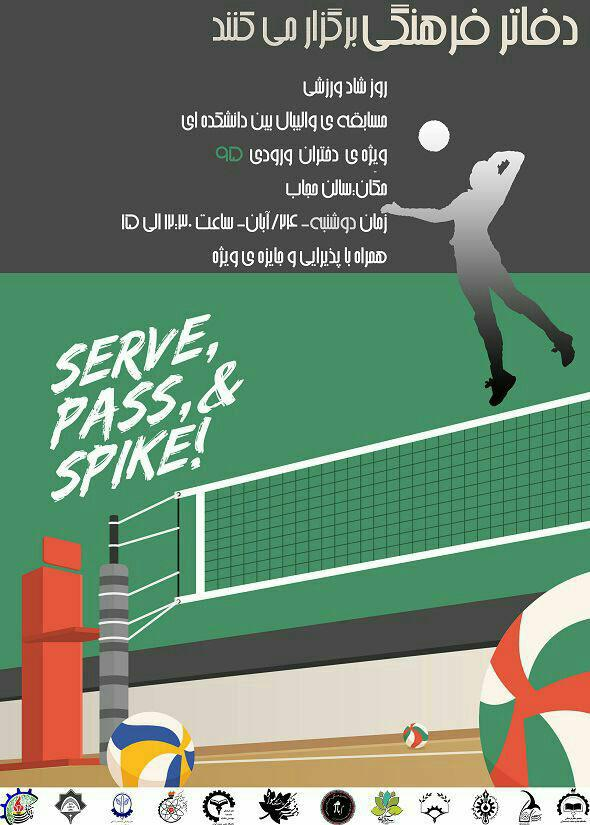 دفاتر فرهنگی برگزار می کنند
روز شاد ورزشی
مسابقه ی والیبال بین دانشکده ای
ویژه ی دختران ورودی ۹۵
مکان:سالن حجاب
زمان دوشنبه- ۲۴/ آبان- ساعت ۱۲:۳۰ الی ۱۵
همراه با پذیرایی و جایزه ی ویژه
SERVE,
PASS, &
SPIKE!